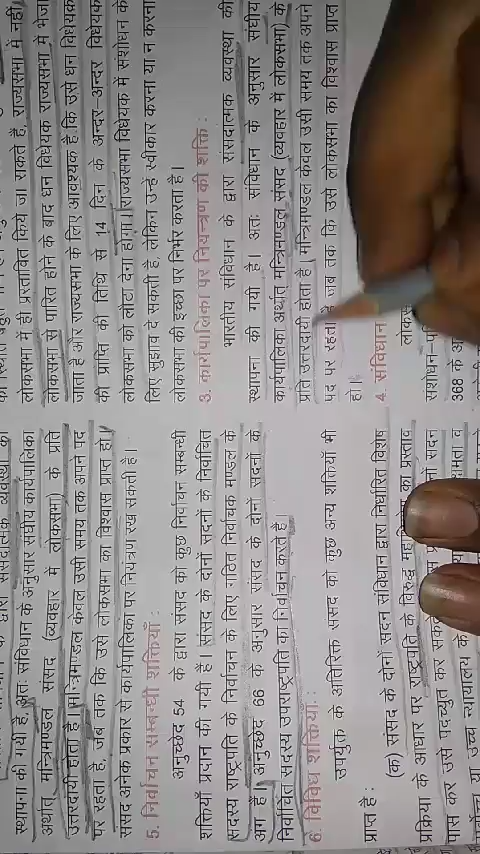 लोकसभा में ही प्रस्तावित किये जा सकते हैं, राज्यसभा में नहीं
लोकसभा से पारित होने के बाद धन विधेयक राज्यसभा में भेजा
जाता है और राज्यसभा के लिए आवश्यक है कि उसे धन विधेयक
की प्राप्ति की तिथि से 14 दिन के अन्दर-अन्दर विधेयक
लोकसभा को लौटा देना होगा। राज्यसभा विधेयक में संशोधन के
लिए सुझाव दे सकती है, लेकिन उन्हें स्वीकार करना या न करना
लोकसभा की इच्छा पर निर्भर करता है।
3. कार्यपालिका पर नियन्त्रण की शक्ति :
भारतीय संविधान के द्वारा संसदात्मक व्यवस्था की
स्थापना की गयी है। अतः संविधान के अनुसार संघीय
कार्यपालिका अर्थात् मन्त्रिमण्डल संसद (व्यवहार में लोकसभा) के
प्रति उत्तरदायी होता है। मन्त्रिमण्डल केवल उसी समय तक अपने
पद पर रहता है जब तक कि उसे लोकसभा का विश्वास प्राप्त
हो।
4. संविधान
लोकस
संशोधन-प
368 के अ
के द्वारा संसदात्मक व्यवस्था की
स्थापना की गयी है, अतः संविधान के अनुसार संघीय कार्यपालिका
अर्थात् मन्त्रिमण्डल संसद (व्यवहार में लोकसभा) के प्रति
उत्तरदायी होता है। मन्त्रिमण्डल केवल उसी समय तक अपने पद
पर रहता है, जब तक कि उसे लोकसभा का विश्वास प्राप्त हो।
संसद अनेक प्रकार से कार्यपालिका पर नियंत्रण रख सकती है।
5. निर्वाचन सम्बन्धी शक्तियाँ :
अनुच्छेद 54 के द्वारा संसद को कुछ निर्वाचन सम्बन्धी
शक्तियाँ प्रदान की गयी हैं। संसद के दोनों सदनों के निर्वाचित
सदस्य राष्ट्रपति के निर्वाचन के लिए गठित निर्वाचक मण्डल के
अंग हैं। अनुच्छेद 66 के अनुसार संसद के दोनों सदनों के
निर्वाचित सदस्य उपराष्ट्रपति का निर्वाचन करते हैं।
6. विविध शक्तियाँ :
उपर्युक्त के अतिरिक्त संसद को कुछ अन्य शक्तियाँ भी
प्राप्त हैं :
(क) संसद के दोनों सदन संविधान द्वारा निर्धारित विशेष
प्रक्रिया के आधार पर राष्ट्रपति के विरुद्ध का प्रस्ताव
पास कर उसे पदच्युत कर सकते सदन
या उच्च न्यायालय के